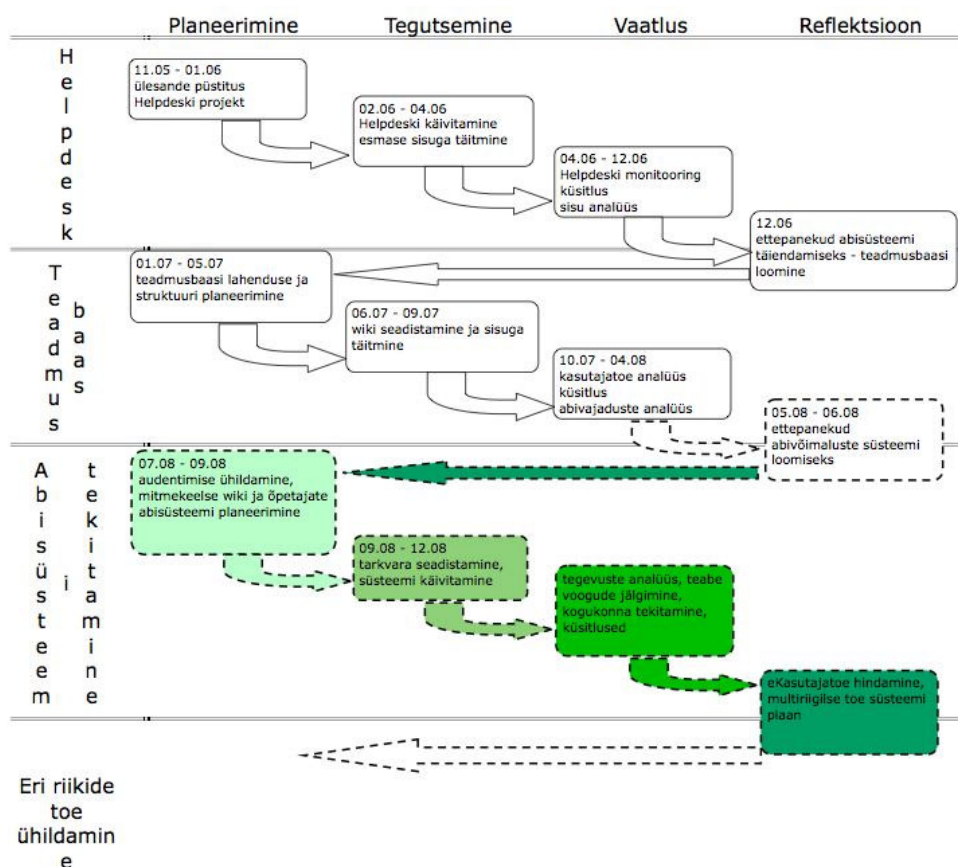 Planeerimine Tegutsemine Vaatlus Reflektsioon
Helpdesk
11.05 - 01.06
ülesande püstitus
Helpdeski projekt
02.06 - 04.06
Helpdeski käivitamine
esmase sisuga täitmine
04.06 - 12.06
Helpdeski monitooring
küsitlus
sisu analüüs
12.06
ettepanekud abisüsteemi
täiendamiseks - teadmusbaasi
loomine
Teadmus
baas
01.07 - 05.07
teadmusbaasi lahenduse ja
struktuuri planeerimine
06.07 - 09.07
wiki seadistamine ja sisuga
täitmine
10.07 - 04.08
kasutajatoe analüüs
küsitlus
abivajaduste analüüs
05.08 - 06.08
ettepanekud
abivõimaluste süsteemi
loomiseks
Abisüsteem
i
tekitamine
07.08 - 09.08
audentimise ühildamine,
mitmekeelse wiki ja õpetajate
abisüsteemi planeerimine
09.08 - 12.08
tarkvara seadistamine,
süsteemi käivitamine
tegevuste analüüs, teabe
voogude jälgimine,
kogukonna tekitamine,
küsitlused
eKasutajatoe hindamine,
multiriigilse toe süsteemi
plaan
Eri riikide
toe
ühildamin
e